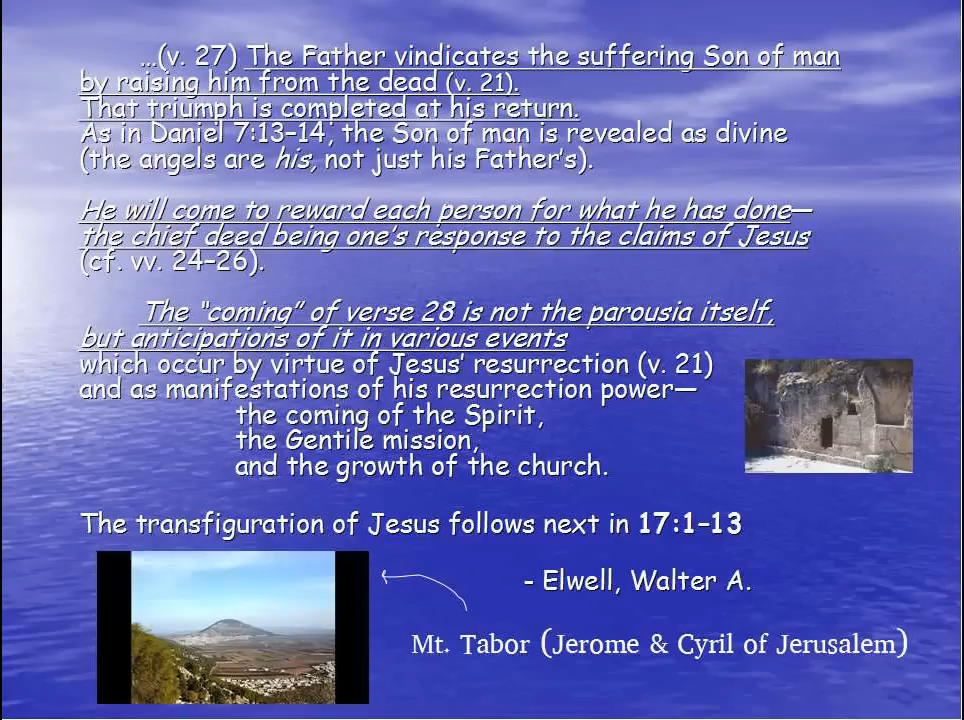 …(v. 27) The Father vindicates the suffering Son of man
by raising him from the dead (v. 21).
That triumph is completed at his return.
As in Daniel 7:13–14, the Son of man is revealed as divine
(the angels are his, not just his Father’s).
He will come to reward each person for what he has done—
the chief deed being one’s response to the claims of Jesus
(cf. vv. 24–26).
The “coming” of verse 28 is not the parousia itself,
but anticipations of it in various events
which occur by virtue of Jesus’ resurrection (v. 21)
and as manifestations of his resurrection power—
the coming of the Spirit,
the Gentile mission,
and the growth of the church.
The transfiguration of Jesus follows next in 17:1–13
- Elwell, Walter A.
Mt. Tabor (Jerome & Cyril of Jerusalem)